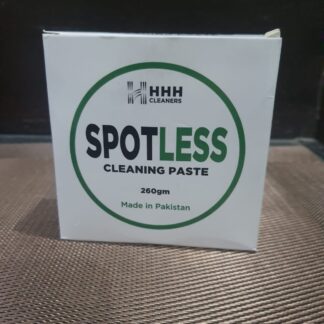 HHH
CLEANERS
SPOTLESS
CLEANING PASTE
260gm
Made in Pakistan